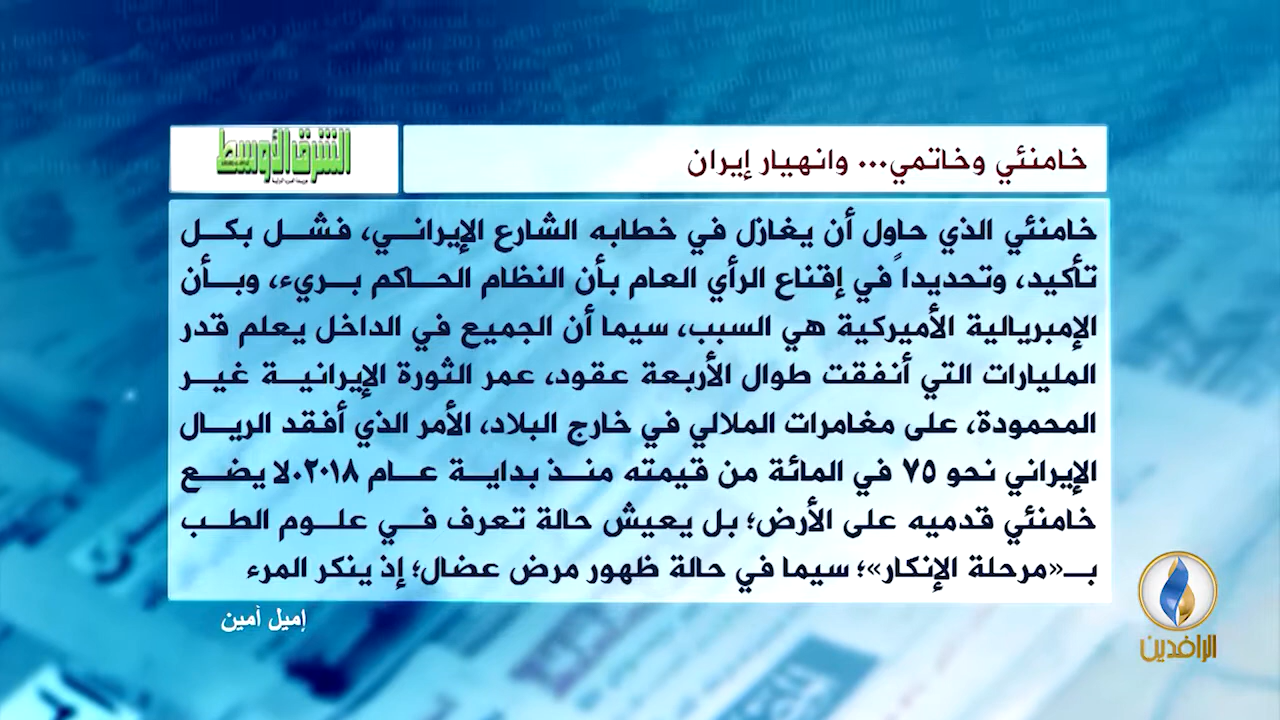 الشرق الأوسط
خامنئي وخاتمي... وانهيار إيران
خامنئي الذي حاول أن يغازل في خطابه الشارع الإيراني، فشل بكل
تأكيد، وتحديداً في إقناع الرأي العام بأن النظام الحاكم بريء، وبأن
الإمبريالية الأميركية هي السبب، سيما أن الجميع في الداخل يعلم قدر
المليارات التي أنفقت طوال الأربعة عقود، عمر الثورة الإيرانية غير
المحمودة، على مغامرات الملالي في خارج البلاد، الأمر الذي أفقد الريال
الإيراني نحو ٧٥ في المائة من قيمته منذ بداية عام ٢٠١٨.لا يضع
خامنئي قدميه على الأرض؛ بل يعيش حالة تعرف في علوم الطب
بـ«مرحلة الإنكار»؛ سيما في حالة ظهور مرض عضال؛ إذ ينكر المرء
إميل أمين
الرافدين